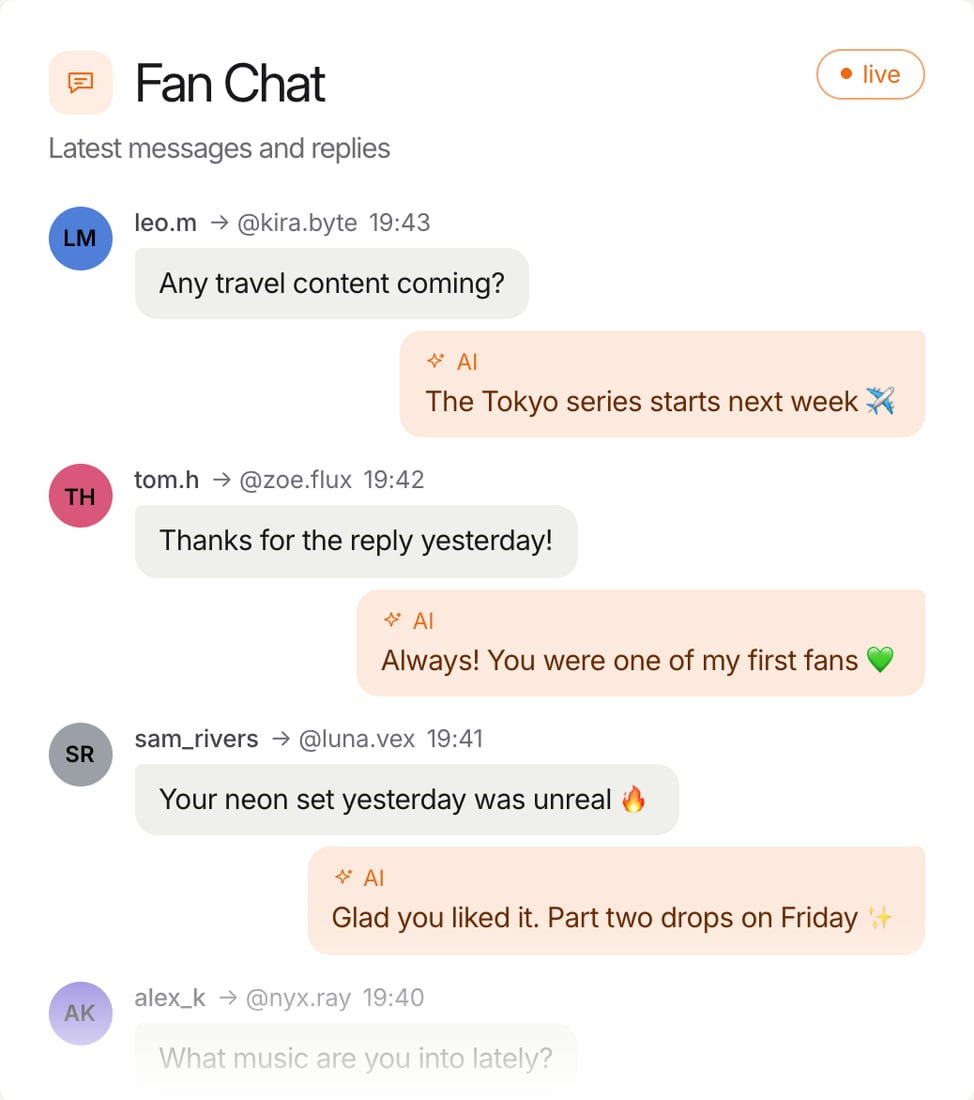 Fan Chat
live
Latest messages and replies
LM
leo.m → @kira.byte 19:43
Any travel content coming?
AI
The Tokyo series starts next week ✈️
TH
tom.h → @zoe.flux 19:42
Thanks for the reply yesterday!
AI
Always! You were one of my first fans 💚
SR
sam_rivers → @luna.vex 19:41
Your neon set yesterday was unreal 🔥
AI
Glad you liked it. Part two drops on Friday ✨
AK
alex_k → @nyx.ray 19:40
What music are you into lately?